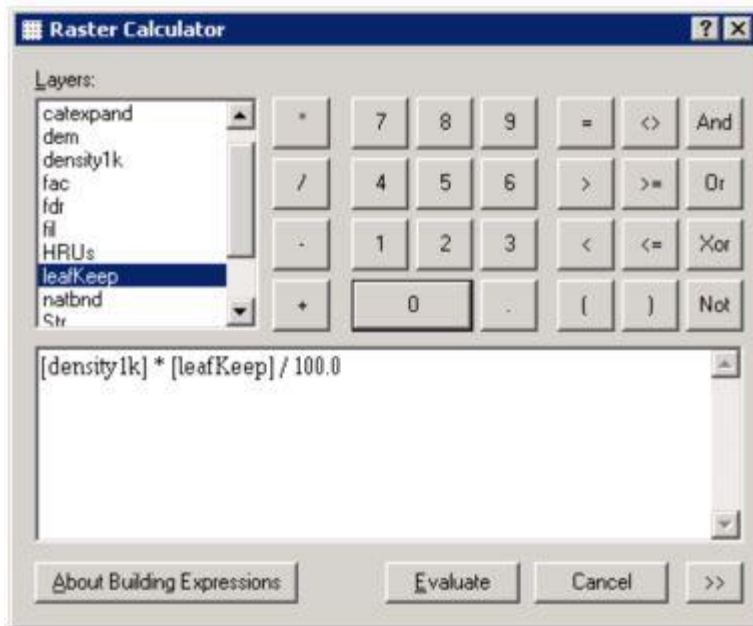 Raster Calculator
? X
Layers:
catexpand
dem
density1k
fac
fdr
fil
HRUs
leafKeep
natbnd
Str
* 7 8 9 = <> And
/ 4 5 6 > >= Or
- 1 2 3 < <= Xor
+ 0 . ( ) Not
[density1k] * [leafKeep] / 100.0
About Building Expressions
Evaluate
Cancel
>>